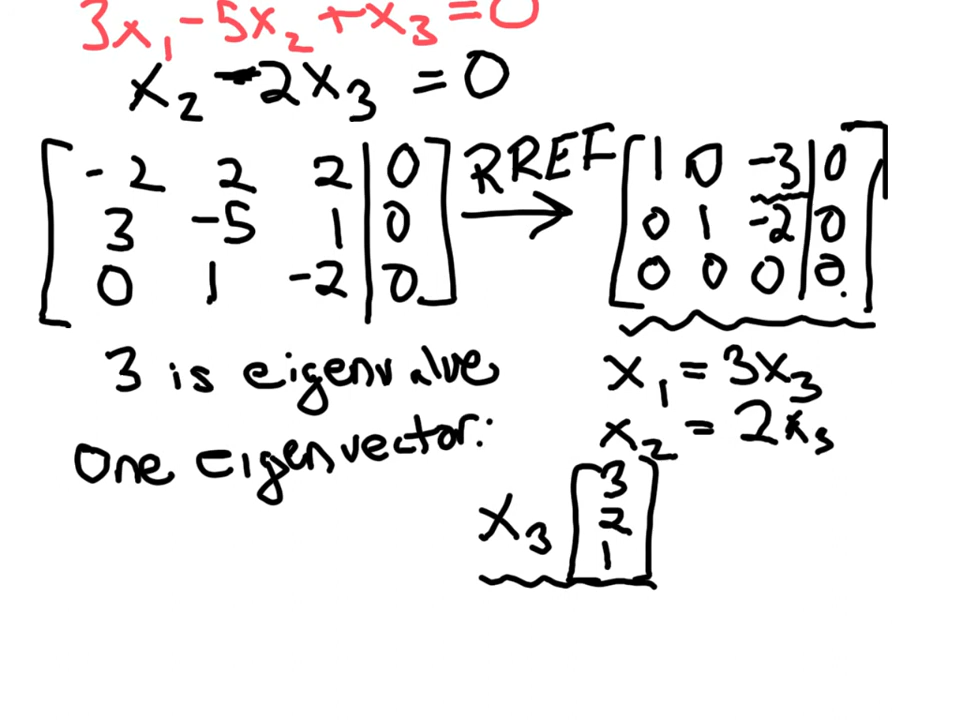 3x₁ - 5x₂ + x₃ = 0
x₂ - 2x₃ = 0
[ -2 2 2 | 0 ] RREF [ 1 0 -3 | 0 ]
[ 3 -5 1 | 0 ] → [ 0 1 -2 | 0 ]
[ 0 1 -2 | 0 ] [ 0 0 0 | 0 ]
3 is eigenvalue
x₁ = 3x₃
One eigenvector:
x₂ = 2x₃
x₃ [ 3
2
1 ]